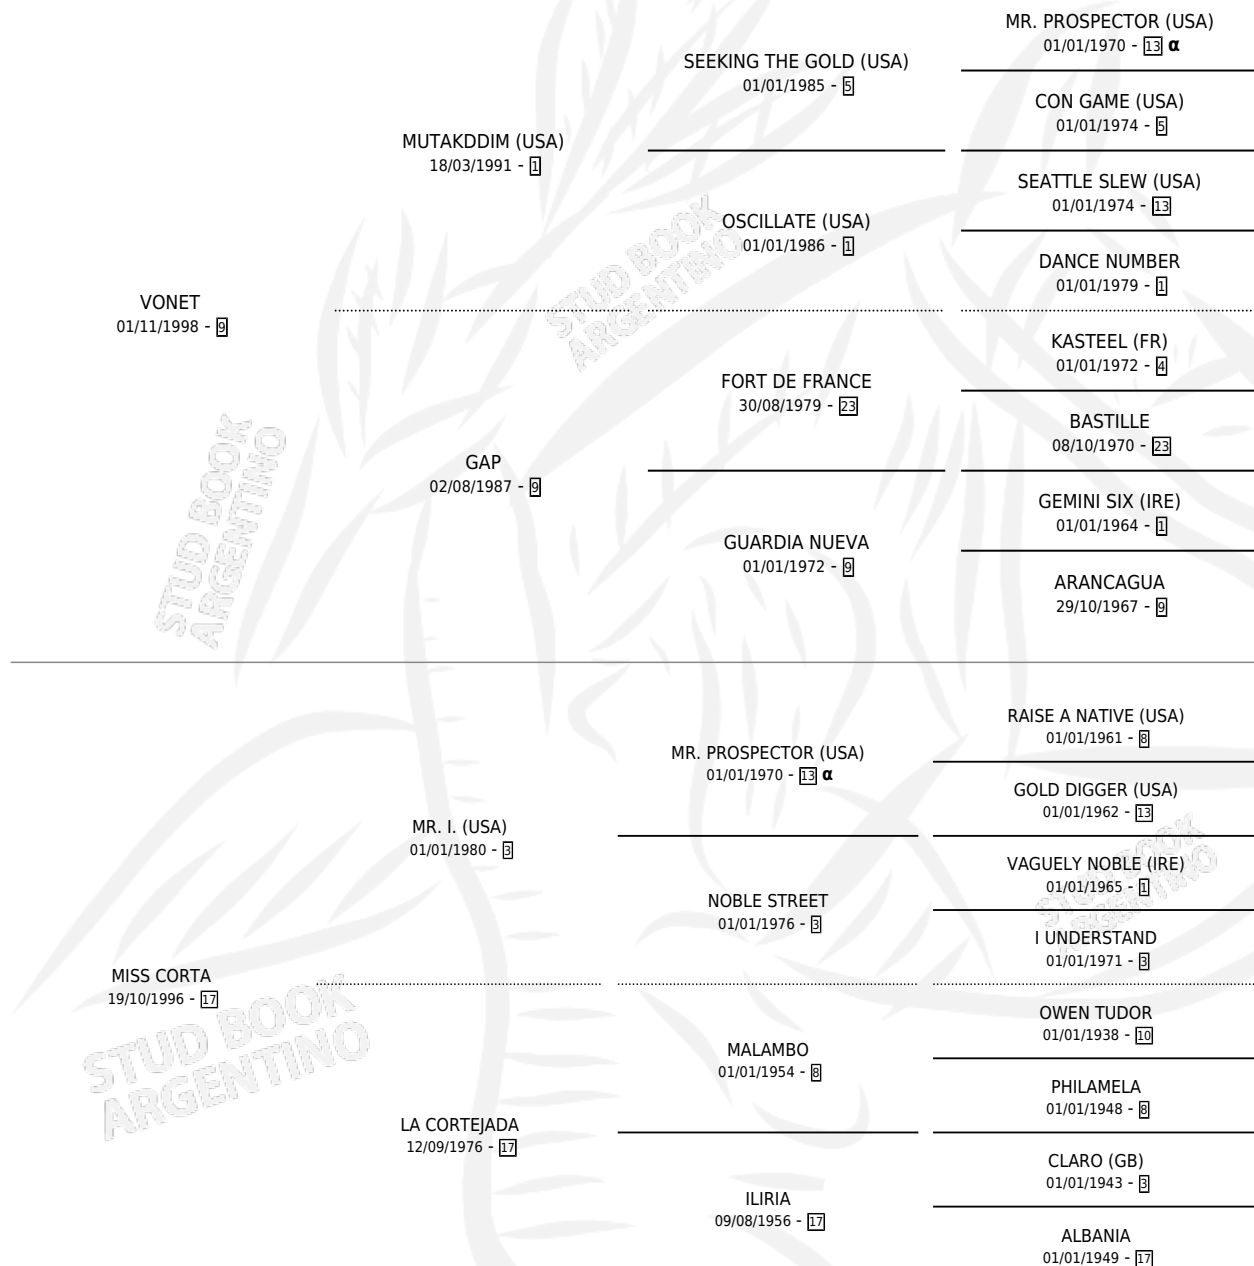 MR. PROSPECTOR (USA)
01/01/1970 - 13 α
SEEKING THE GOLD (USA)
01/01/1985 - 5
CON GAME (USA)
01/01/1974 - 5
MUTAKDDIM (USA)
18/03/1991 - 1
SEATTLE SLEW (USA)
01/01/1974 - 13
OSCILLATE (USA)
01/01/1986 - 1
DANCE NUMBER
01/01/1979 - 1
VONET
01/11/1998 - 9
KASTEEL (FR)
01/01/1972 - 4
FORT DE FRANCE
30/08/1979 - 23
BASTILLE
08/10/1970 - 23
GAP
02/08/1987 - 9
GEMINI SIX (IRE)
01/01/1964 - 1
GUARDIA NUEVA
01/01/1972 - 9
ARANCAGUA
29/10/1967 - 9
RAISE A NATIVE (USA)
01/01/1961 - 8
MR. PROSPECTOR (USA)
01/01/1970 - 13 α
GOLD DIGGER (USA)
01/01/1962 - 13
MR. I. (USA)
01/01/1980 - 3
VAGUELY NOBLE (IRE)
01/01/1965 - 1
NOBLE STREET
01/01/1976 - 3
I UNDERSTAND
01/01/1971 - 3
MISS CORTA
19/10/1996 - 17
OWEN TUDOR
01/01/1938 - 10
MALAMBO
01/01/1954 - 8
PHILAMELA
01/01/1948 - 8
LA CORTEJADA
12/09/1976 - 17
CLARO (GB)
01/01/1943 - 3
ILIRIA
09/08/1956 - 17
ALBANIA
01/01/1949 - 17
STUD BOOK
ARGENTINO
STUD BOOK
ARGENTINO
STUD BOOK
ARGENTINO
STUD BOOK
ARGENTINO